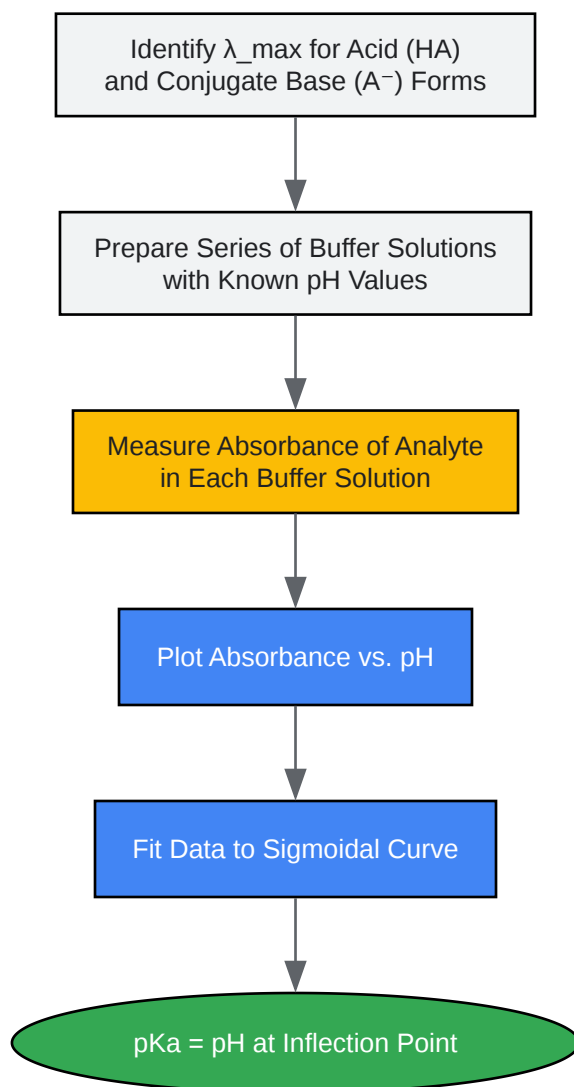 Identify λ_max for Acid (HA)
and Conjugate Base (A⁻) Forms
Prepare Series of Buffer Solutions
with Known pH Values
Measure Absorbance of Analyte
in Each Buffer Solution
Plot Absorbance vs. pH
Fit Data to Sigmoidal Curve
pKa = pH at Inflection Point